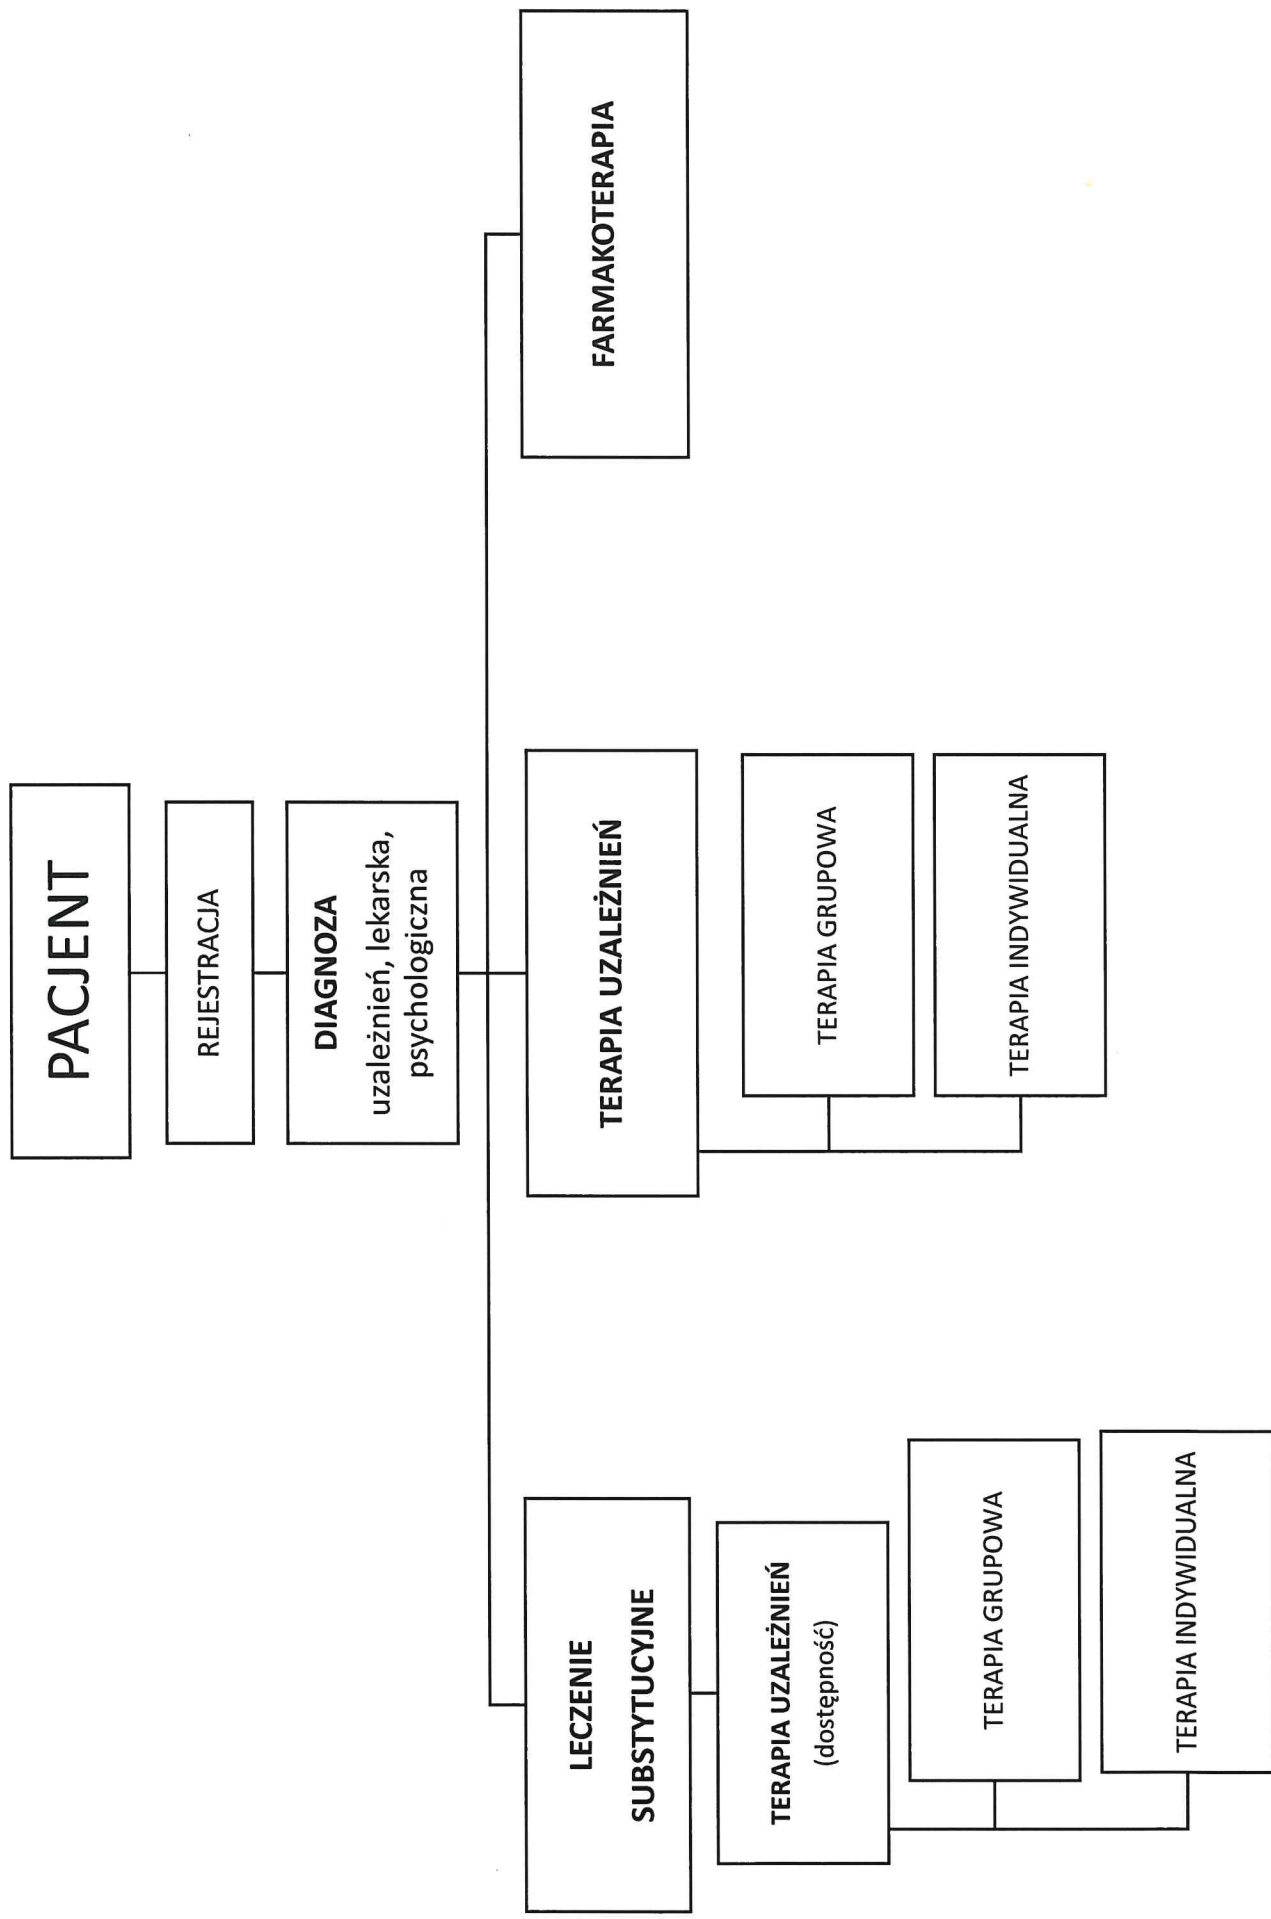 PACJENT
REJESTRACJA
DIAGNOZA
uzależnień, lekarska,
psychologiczna
LECZENIE
SUBSTYTUCYJNE
TERAPIA UZALEŻNIEŃ
(dostępność)
TERAPIA GRUPOWA
TERAPIA INDYWIDUALNA
TERAPIA UZALEŻNIEŃ
TERAPIA GRUPOWA
TERAPIA INDYWIDUALNA
FARMAKOTERAPIA